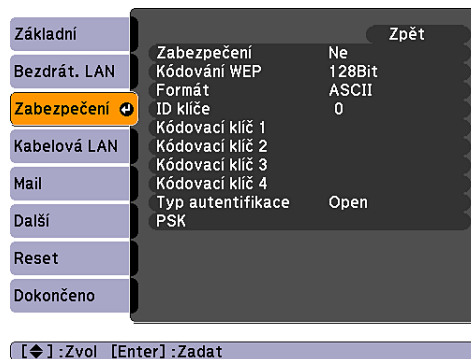 Základní
Bezdrát. LAN
Zabezpečení
Kabelová LAN
Mail
Další
Reset
Dokončeno
Zpět
Zabezpečení Ne
Kódování WEP 128Bit
Formát ASCII
ID klíče 0
Kódovací klíč 1
Kódovací klíč 2
Kódovací klíč 3
Kódovací klíč 4
Typ autentifikace Open
PSK
[◆] :Zvol [Enter] :Zadat